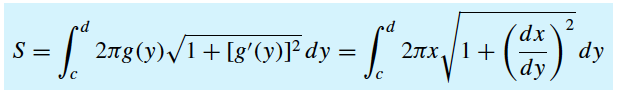 S = ∫_c^d 2πg(y)√(1 + [g′(y)]²) dy = ∫_c^d 2πx√(1 + (dx/dy)²) dy